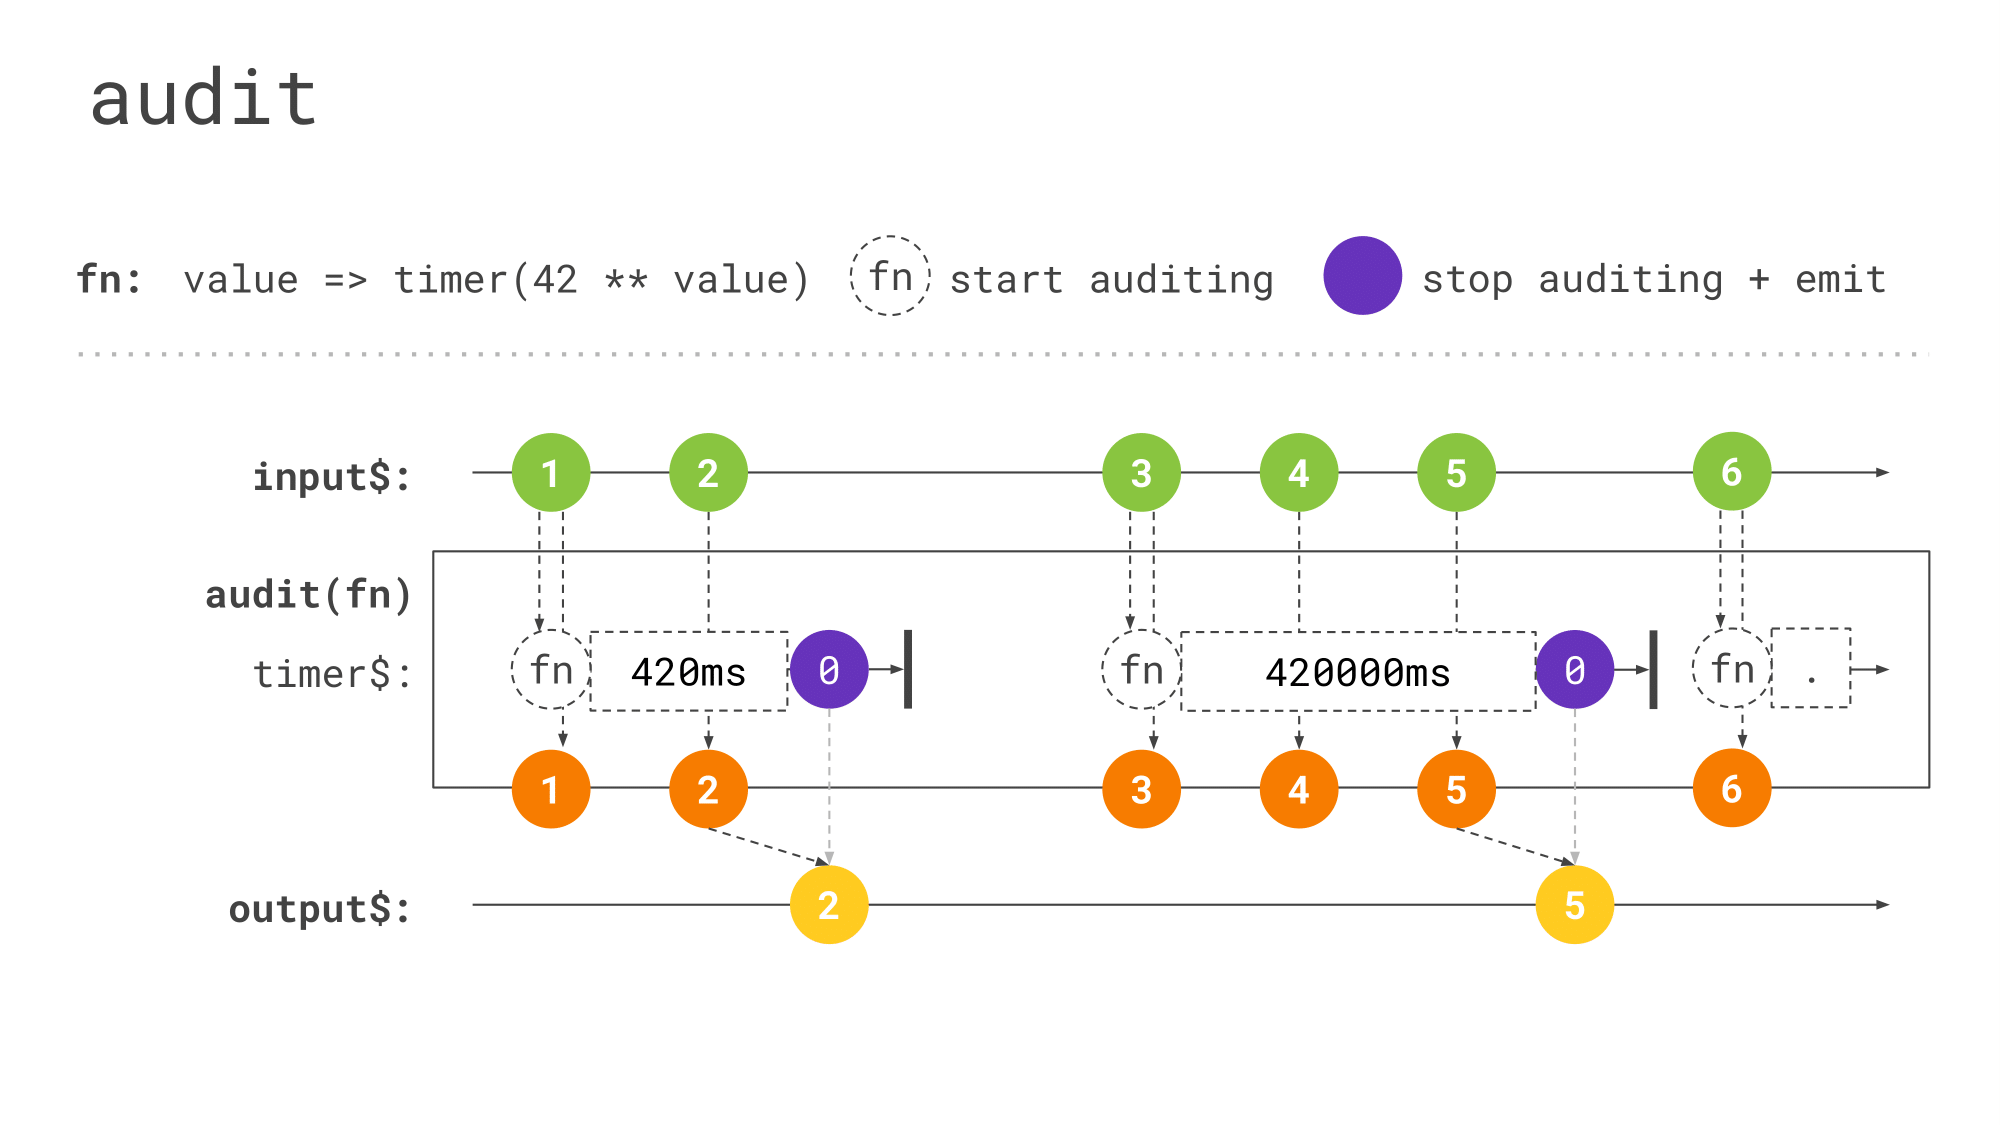 audit
fn: value => timer(42 ** value) fn start auditing stop auditing + emit
input$: 1 2 3 4 5 6
audit(fn)
timer$: fn 420ms 0 fn 420000ms 0 fn .
1 2 3 4 5 6
output$: 2 5